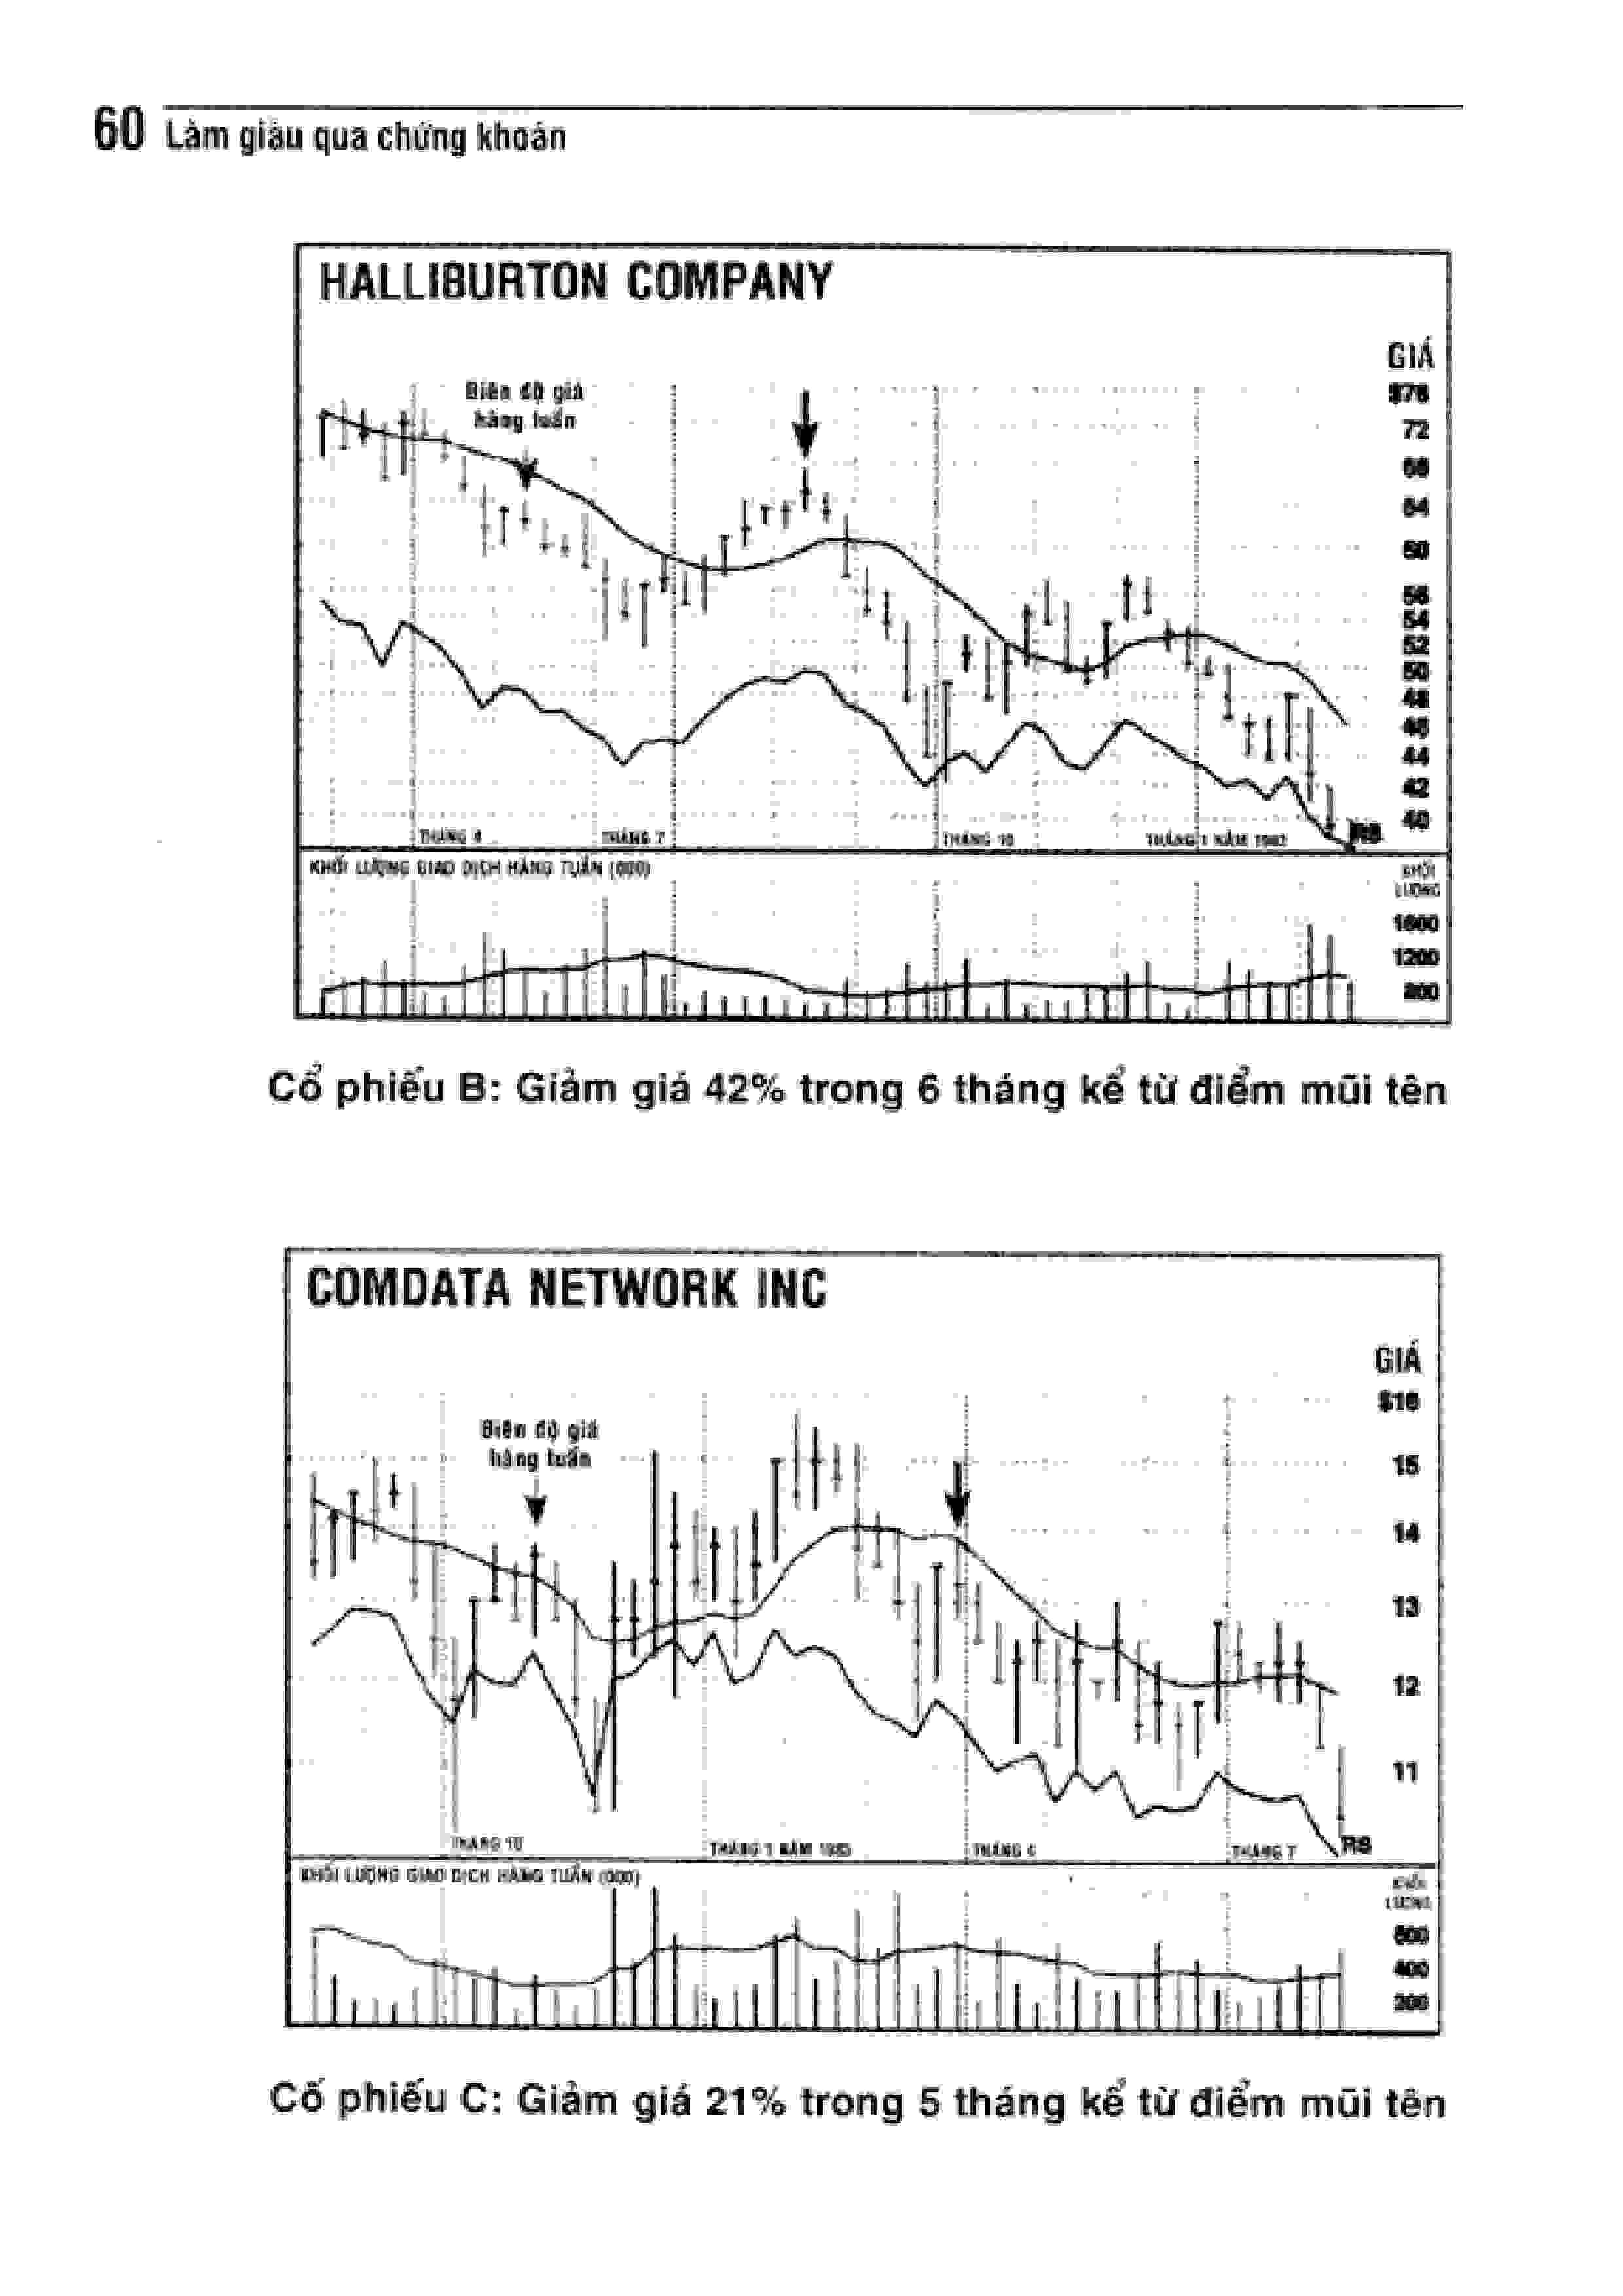 60 Làm giàu qua chứng khoán
HALLIBURTON COMPANY
GIÁ
Biên độ giá
hàng tuần
$76
72
68
64
60
56
54
52
50
48
46
44
42
40
RS
THÁNG 4
THÁNG 7
THÁNG 10
THÁNG 1 NĂM 1982
KHỐI LƯỢNG GIAO DỊCH HÀNG TUẦN (000)
KHỐI
LƯỢNG
1600
1200
800
Cổ phiếu B: Giảm giá 42% trong 6 tháng kể từ điểm mũi tên
COMDATA NETWORK INC
GIÁ
$16
Biên độ giá
hàng tuần
15
14
13
12
11
RS
THÁNG 10
THÁNG 1 NĂM 1985
THÁNG 4
THÁNG 7
KHỐI LƯỢNG GIAO DỊCH HÀNG TUẦN (000)
KHỐI
LƯỢNG
600
400
200
Cổ phiếu C: Giảm giá 21% trong 5 tháng kể từ điểm mũi tên